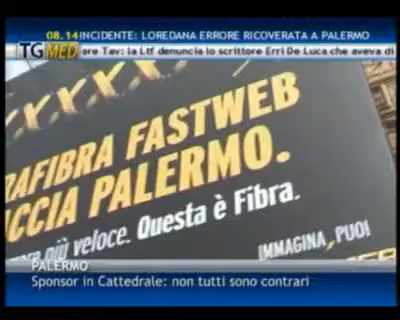 08.14 INCIDENTE: LOREDANA ERRORE RICOVERATA A PALERMO
TG MED
ere Tav: la Ltf denuncia lo scrittore Erri De Luca che aveva di
RAFIBRA FASTWEB
CCIA PALERMO.
più veloce. Questa è Fibra.
IMMAGINA, PUOI
PALERMO
Sponsor in Cattedrale: non tutti sono contrari